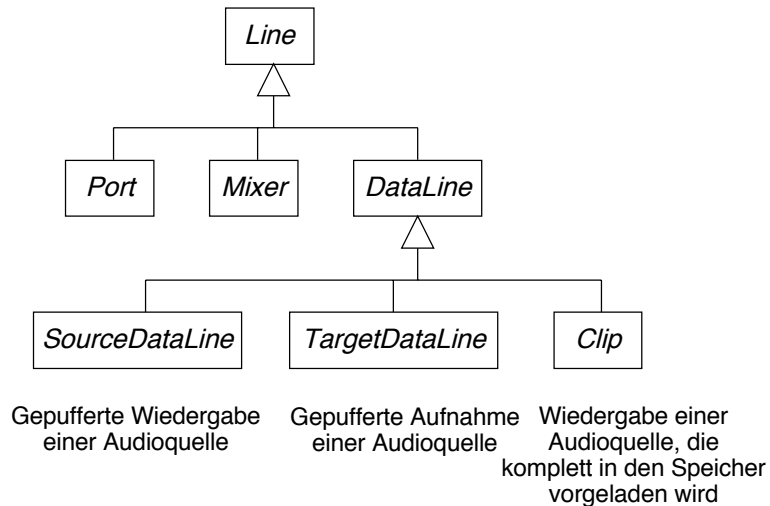 Line
Port
Mixer
DataLine
SourceDataLine
TargetDataLine
Clip
Gepufferte Wiedergabe
einer Audioquelle
Gepufferte Aufnahme
einer Audioquelle
Wiedergabe einer
Audioquelle, die
komplett in den Speicher
vorgeladen wird